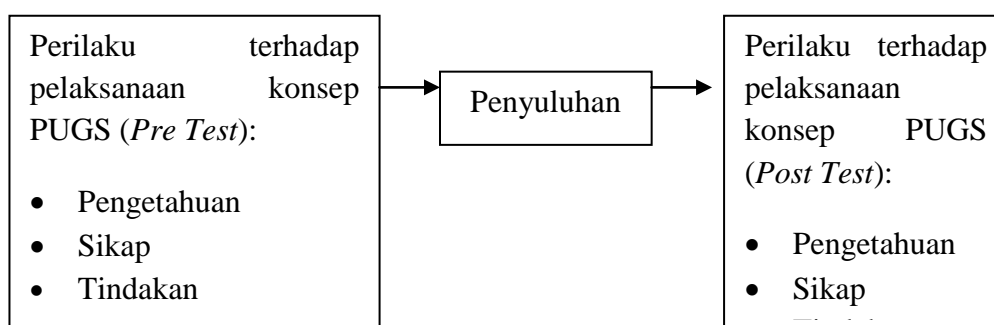 Perilaku terhadap
pelaksanaan konsep
PUGS (Pre Test):
• Pengetahuan
• Sikap
• Tindakan
Penyuluhan
Perilaku terhadap
pelaksanaan
konsep PUGS
(Post Test):
• Pengetahuan
• Sikap